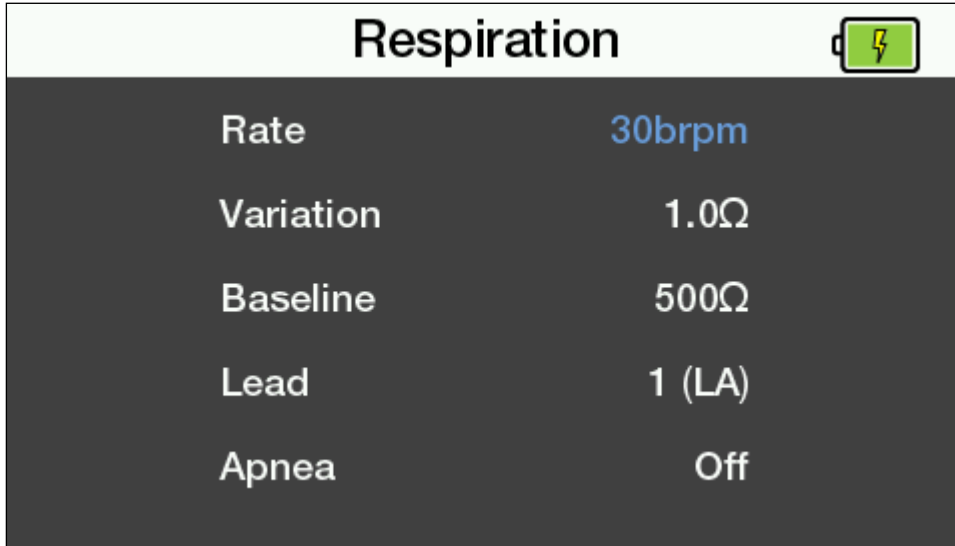 Respiration
Rate 30brpm
Variation 1.0Ω
Baseline 500Ω
Lead 1 (LA)
Apnea Off